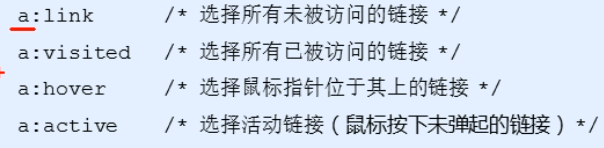 a:link /* 选择所有未被访问的链接 */
a:visited /* 选择所有已被访问的链接 */
a:hover /* 选择鼠标指针位于其上的链接 */
a:active /* 选择活动链接（鼠标按下未弹起的链接）*/